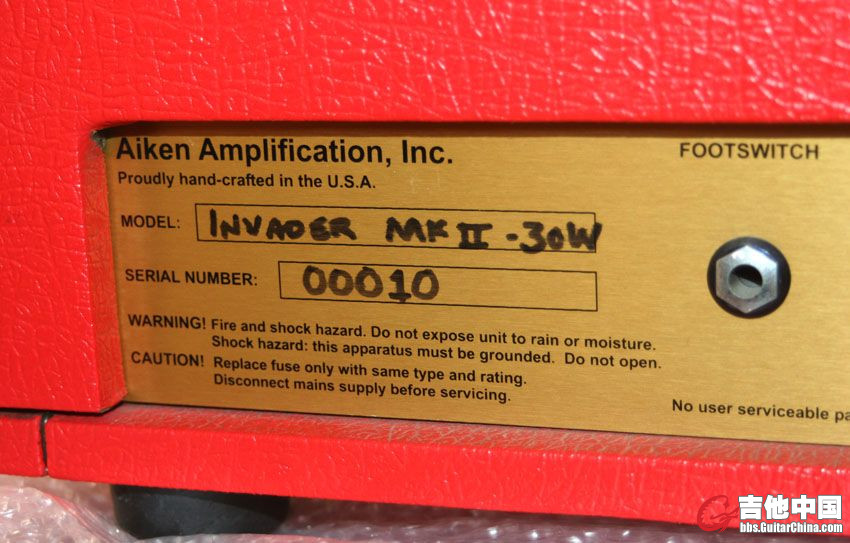 Aiken Amplification, Inc.
FOOTSWITCH
Proudly hand-crafted in the U.S.A.
MODEL: INVADER MK II - 30W
SERIAL NUMBER: 00010
WARNING! Fire and shock hazard. Do not expose unit to rain or moisture.
Shock hazard: this apparatus must be grounded. Do not open.
CAUTION! Replace fuse only with same type and rating.
Disconnect mains supply before servicing.
No user serviceable pa
吉他中国
bbs.GuitarChina.com